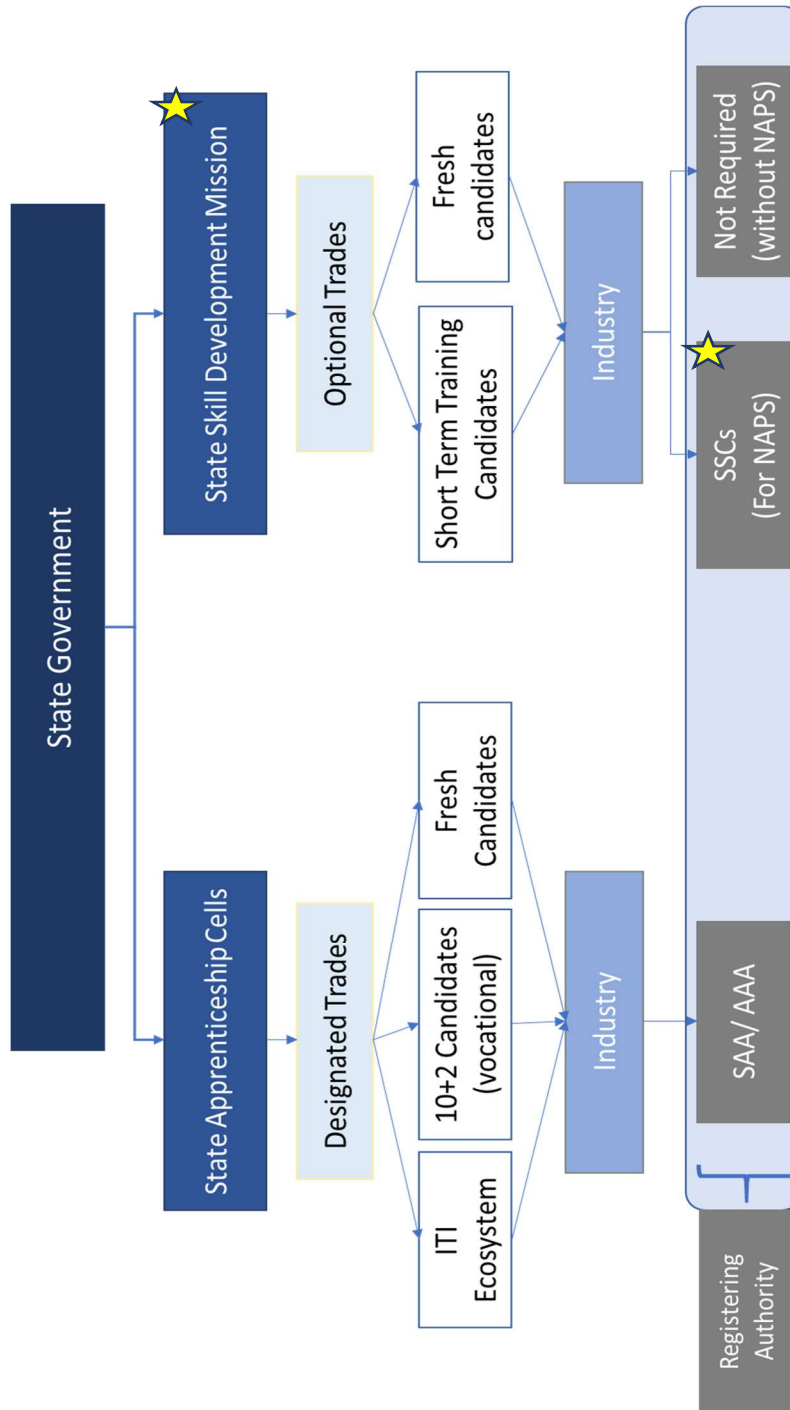 State Government
State Apprenticeship Cells
State Skill Development Mission
Designated Trades
Optional Trades
ITI
Ecosystem
10+2 Candidates
(vocational)
Fresh
Candidates
Short Term Training
Candidates
Fresh
candidates
Industry
Industry
Registering
Authority
SAA/ AAA
SSCs
(For NAPS)
Not Required
(without NAPS)